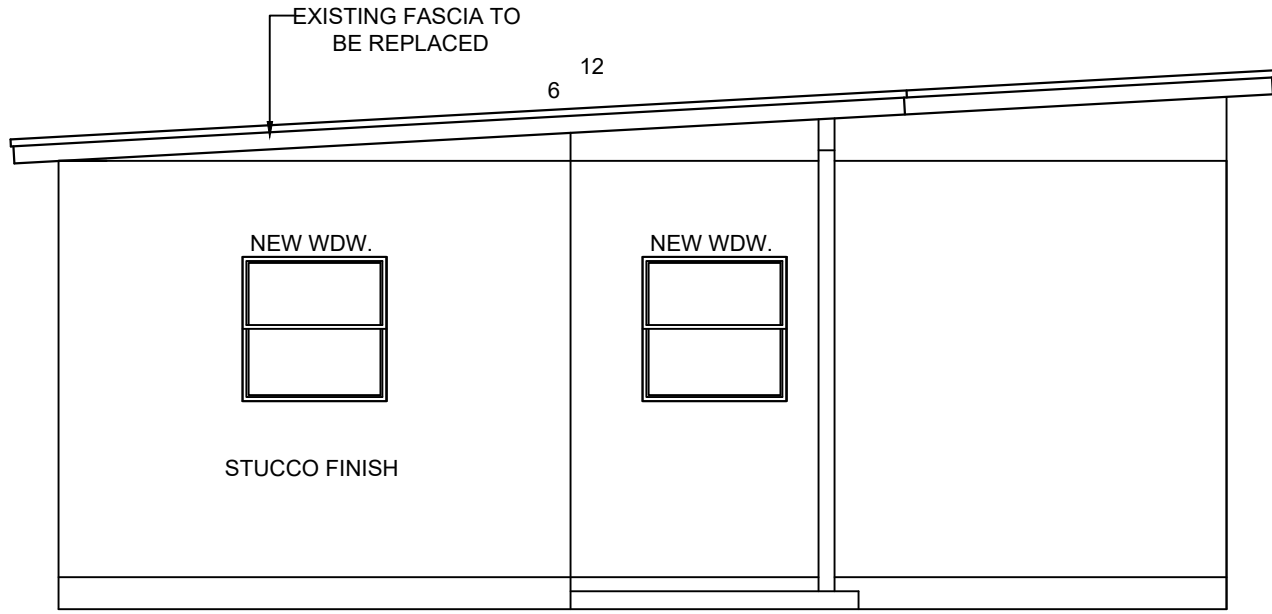 EXISTING FASCIA TO
BE REPLACED
12
6
NEW WDW.
NEW WDW.
STUCCO FINISH